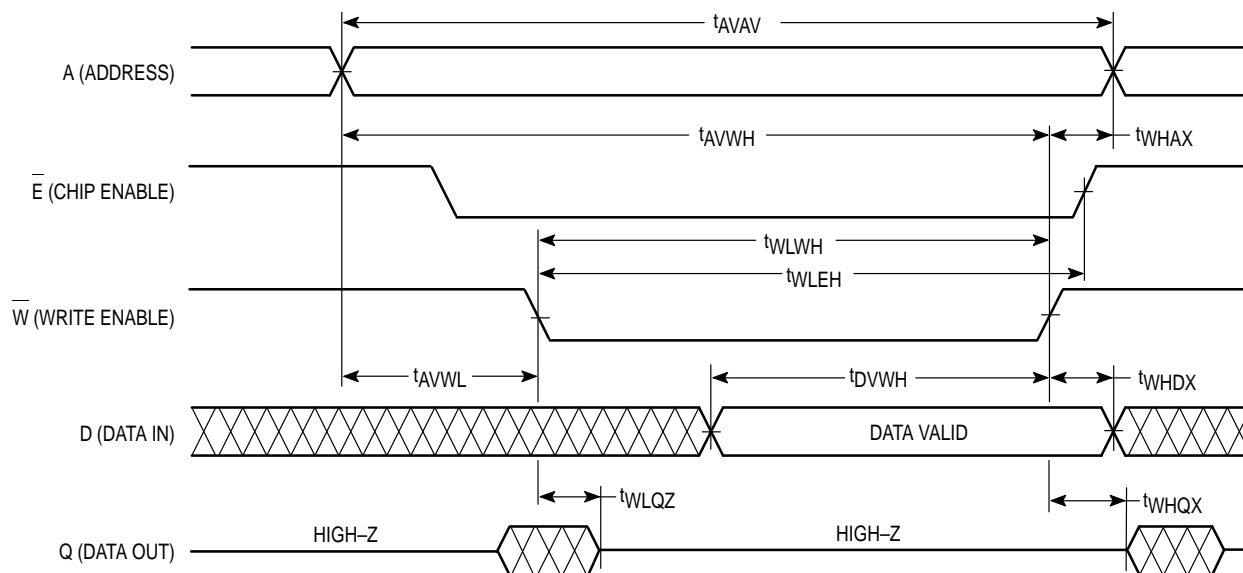 tAVAV
A (ADDRESS)
tAVWH
tWHAX
E (CHIP ENABLE)
tWLWH
tWLEH
W (WRITE ENABLE)
tAVWL
tDVWH
tWHDX
D (DATA IN)
DATA VALID
tWLQZ
tWHQX
HIGH–Z
HIGH–Z
Q (DATA OUT)